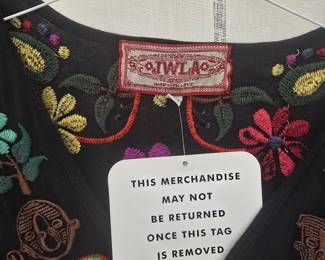 JWLA
THIS MERCHANDISE
MAY NOT
BE RETURNED
ONCE THIS TAG
IS REMOVED